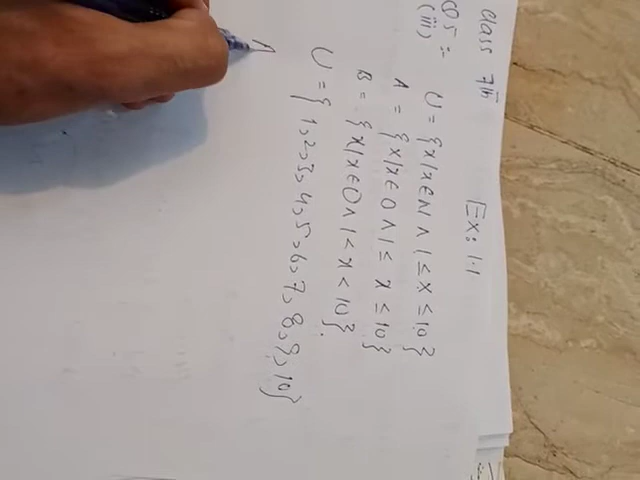 Class 7th Ex: 1.1
Q5:-
(iii) U = {x|x∈N ∧ 1≤x≤10}
A = {x|x∈O ∧ 1≤ x ≤10}
B = {x|x∈O ∧ 1<x<10}.
U = {1,2,3,4,5,6,7,8,9,10}
A